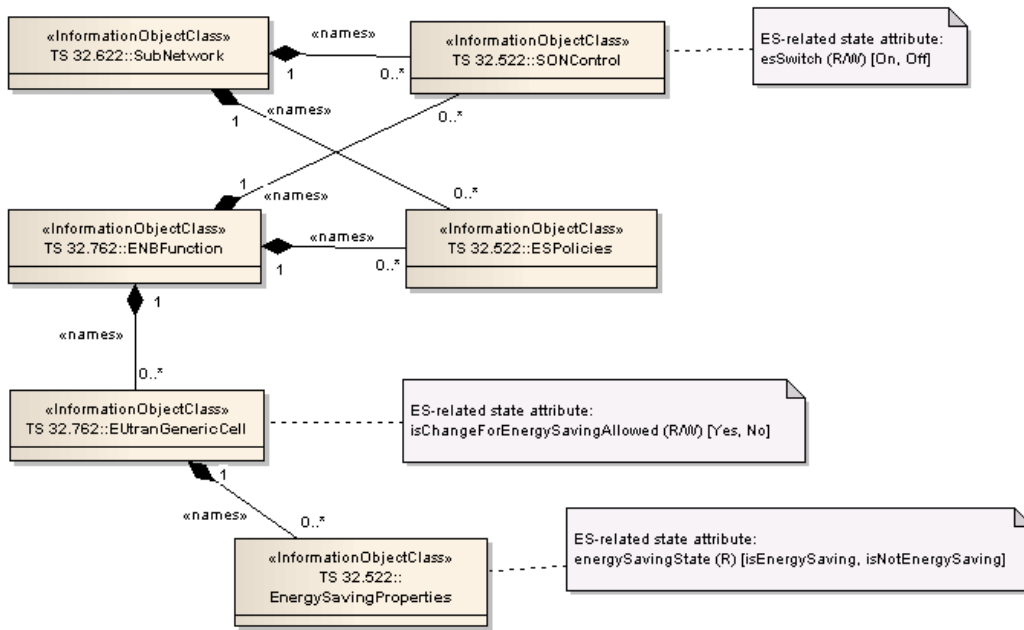 «InformationObjectClass»
TS 32.622::SubNetwork
«names»
1
0..*
«InformationObjectClass»
TS 32.522::SONControl
ES-related state attribute:
esSwitch (R/W) [On, Off]
«names»
1
0..*
«names»
1
0..*
«InformationObjectClass»
TS 32.762::ENBFunction
«names»
1
0..*
«InformationObjectClass»
TS 32.522::ESPolicies
1
«names»
0..*
«InformationObjectClass»
TS 32.762::EUtranGenericCell
ES-related state attribute:
isChangeForEnergySavingAllowed (R/W) [Yes, No]
1
«names»
0..*
«InformationObjectClass»
TS 32.522::
EnergySavingProperties
ES-related state attribute:
energySavingState (R) [isEnergySaving, isNotEnergySaving]